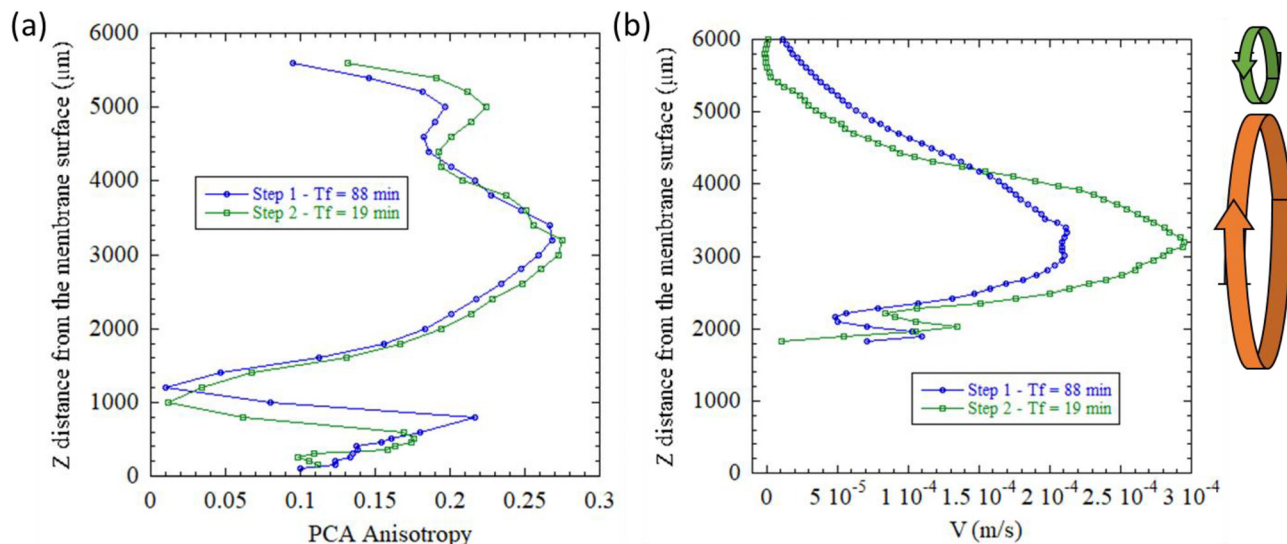 (a)
Z distance from the membrane surface (μm)
6000
5000
4000
3000
2000
1000
0
Step 1 - Tf = 88 min
Step 2 - Tf = 19 min
0 0.05 0.1 0.15 0.2 0.25 0.3
PCA Anisotropy
(b)
Z distance from the membrane surface (μm)
6000
5000
4000
3000
2000
1000
0
Step 1 - Tf = 88 min
Step 2 - Tf = 19 min
0 5 10⁻⁵ 1 10⁻⁴ 1.5 10⁻⁴ 2 10⁻⁴ 2.5 10⁻⁴ 3 10⁻⁴
V (m/s)